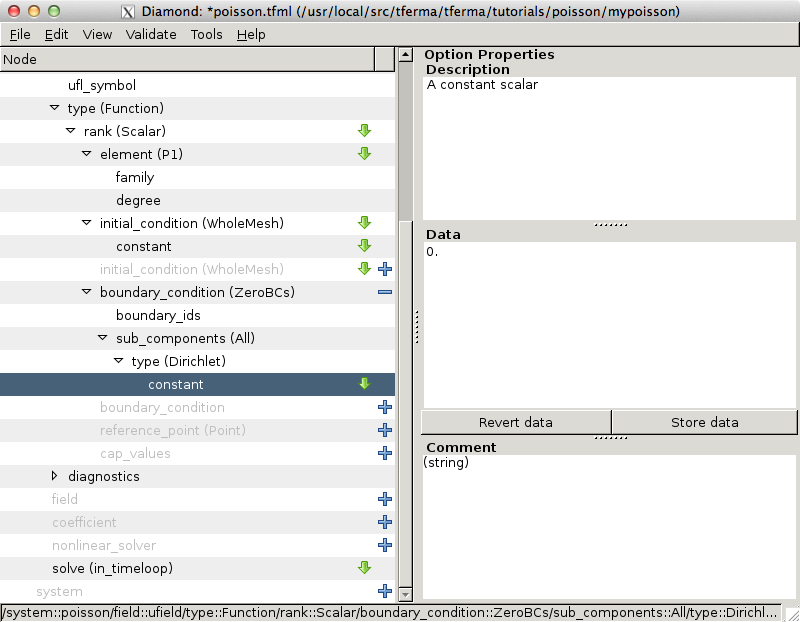 Diamond: *poisson.tfml (/usr/local/src/tferma/tferma/tutorials/poisson/mypoisson)
File Edit View Validate Tools Help
Node
ufl_symbol
type (Function)
rank (Scalar)
element (P1)
family
degree
initial_condition (WholeMesh)
constant
initial_condition (WholeMesh)
boundary_condition (ZeroBCs)
boundary_ids
sub_components (All)
type (Dirichlet)
constant
boundary_condition
reference_point (Point)
cap_values
diagnostics
field
coefficient
nonlinear_solver
solve (in_timeloop)
system
Option Properties
Description
A constant scalar
Data
0.
Revert data
Store data
Comment
(string)
/system::poisson/field::ufield/type::Function/rank::Scalar/boundary_condition::ZeroBCs/sub_components::All/type::Dirichl...